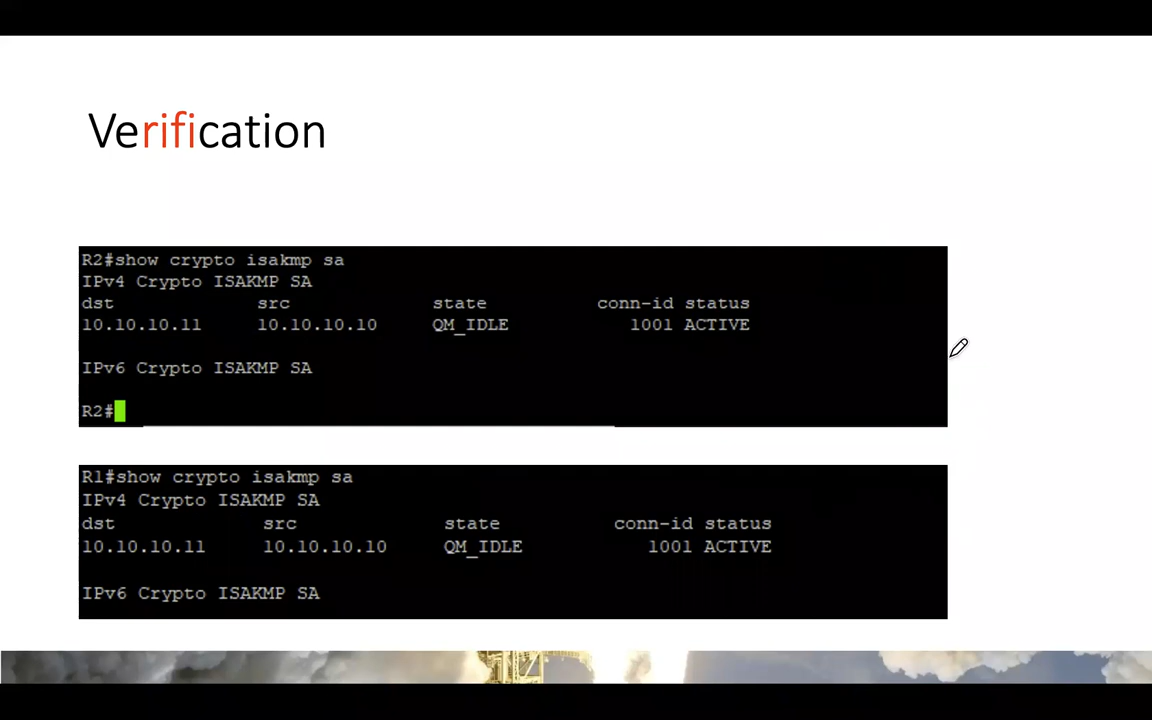 Verification
R2#show crypto isakmp sa
IPv4 Crypto ISAKMP SA
dst src state conn-id status
10.10.10.11 10.10.10.10 QM_IDLE 1001 ACTIVE
IPv6 Crypto ISAKMP SA
R2#
R1#show crypto isakmp sa
IPv4 Crypto ISAKMP SA
dst src state conn-id status
10.10.10.11 10.10.10.10 QM_IDLE 1001 ACTIVE
IPv6 Crypto ISAKMP SA